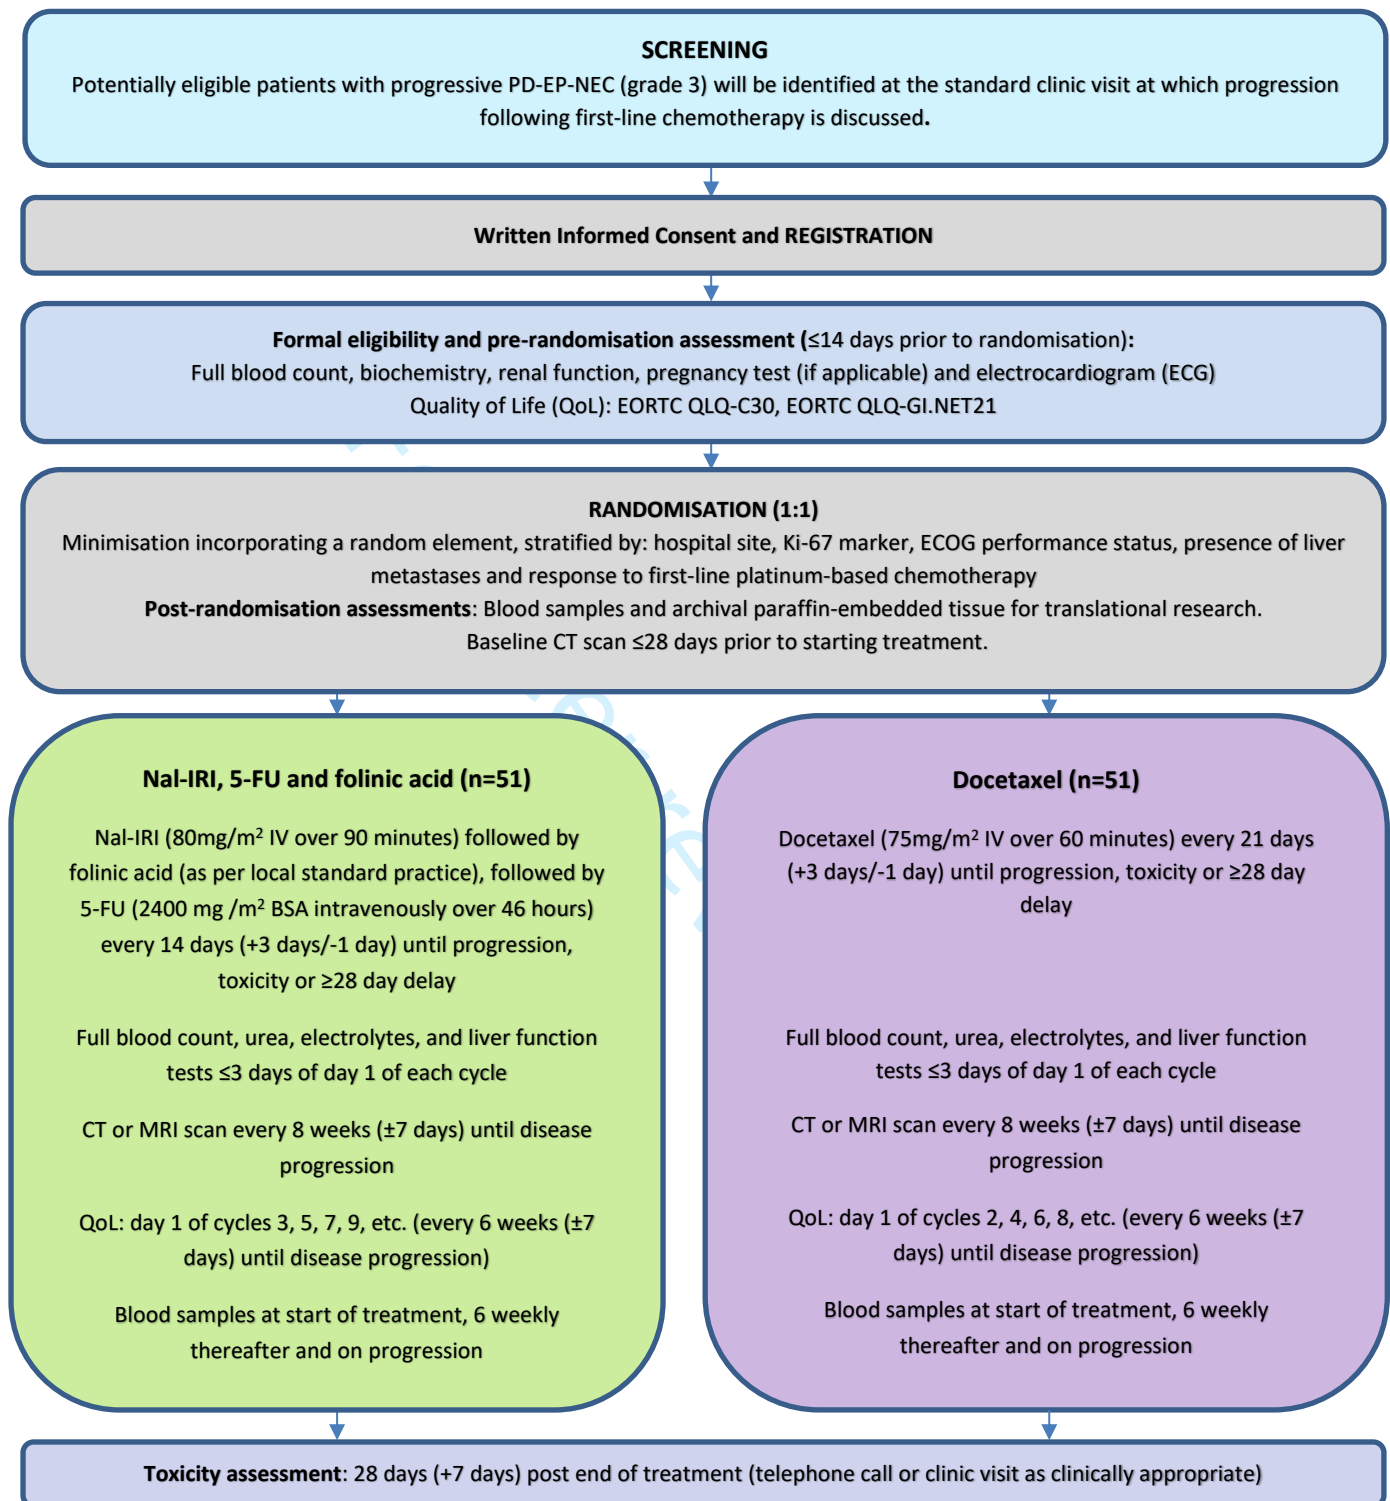 SCREENING
Potentially eligible patients with progressive PD-EP-NEC (grade 3) will be identified at the standard clinic visit at which progression
following first-line chemotherapy is discussed.
Written Informed Consent and REGISTRATION
Formal eligibility and pre-randomisation assessment (≤14 days prior to randomisation):
Full blood count, biochemistry, renal function, pregnancy test (if applicable) and electrocardiogram (ECG)
Quality of Life (QoL): EORTC QLQ-C30, EORTC QLQ-GI.NET21
RANDOMISATION (1:1)
Minimisation incorporating a random element, stratified by: hospital site, Ki-67 marker, ECOG performance status, presence of liver
metastases and response to first-line platinum-based chemotherapy
Post-randomisation assessments: Blood samples and archival paraffin-embedded tissue for translational research.
Baseline CT scan ≤28 days prior to starting treatment.
Nal-IRI, 5-FU and folinic acid (n=51)
Nal-IRI (80mg/m² IV over 90 minutes) followed by
folinic acid (as per local standard practice), followed by
5-FU (2400 mg /m² BSA intravenously over 46 hours)
every 14 days (+3 days/-1 day) until progression,
toxicity or ≥28 day delay
Full blood count, urea, electrolytes, and liver function
tests ≤3 days of day 1 of each cycle
CT or MRI scan every 8 weeks (±7 days) until disease
progression
QoL: day 1 of cycles 3, 5, 7, 9, etc. (every 6 weeks (±7
days) until disease progression)
Blood samples at start of treatment, 6 weekly
thereafter and on progression
Docetaxel (n=51)
Docetaxel (75mg/m² IV over 60 minutes) every 21 days
(+3 days/-1 day) until progression, toxicity or ≥28 day
delay
Full blood count, urea, electrolytes, and liver function
tests ≤3 days of day 1 of each cycle
CT or MRI scan every 8 weeks (±7 days) until disease
progression
QoL: day 1 of cycles 2, 4, 6, 8, etc. (every 6 weeks (±7
days) until disease progression)
Blood samples at start of treatment, 6 weekly
thereafter and on progression
Toxicity assessment: 28 days (+7 days) post end of treatment (telephone call or clinic visit as clinically appropriate)